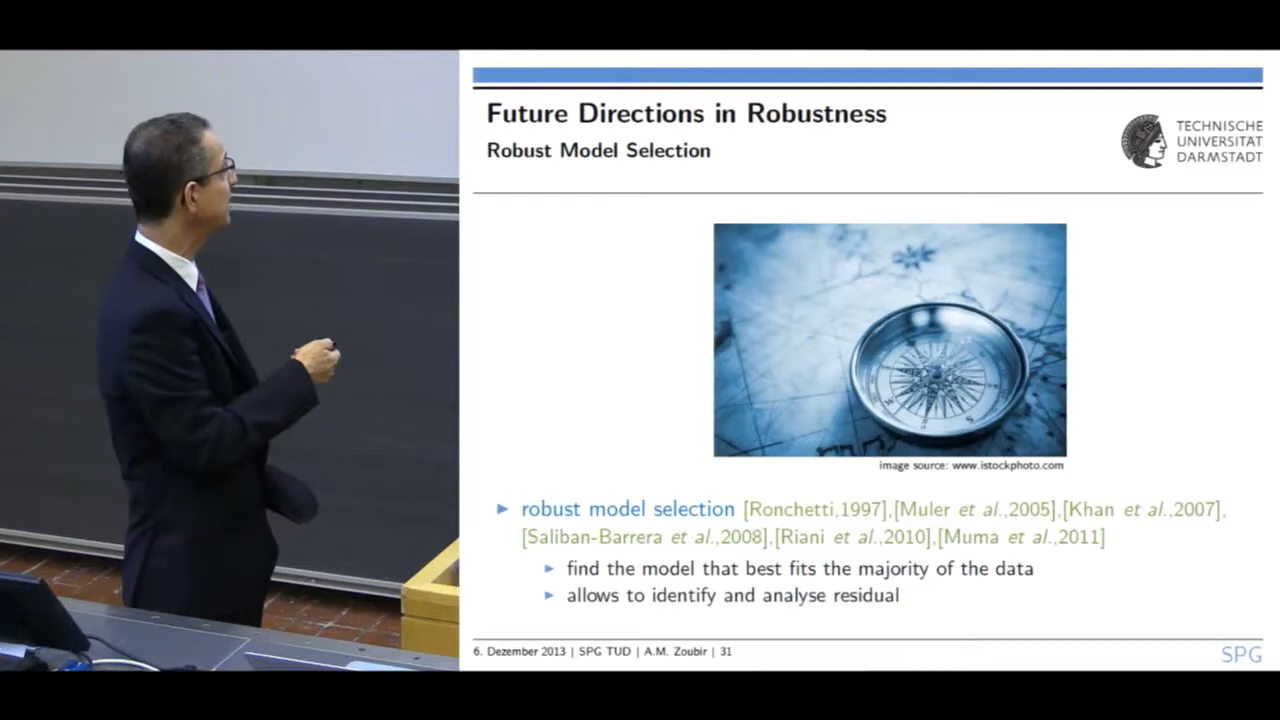 Future Directions in Robustness
Robust Model Selection
TECHNISCHE
UNIVERSITÄT
DARMSTADT
image source: www.istockphoto.com
robust model selection [Ronchetti,1997],[Muler et al.,2005],[Khan et al.,2007],
[Saliban-Barrera et al.,2008],[Riani et al.,2010],[Muma et al.,2011]
find the model that best fits the majority of the data
allows to identify and analyse residual
6. Dezember 2013 | SPG TUD | A.M. Zoubir | 31
SPG